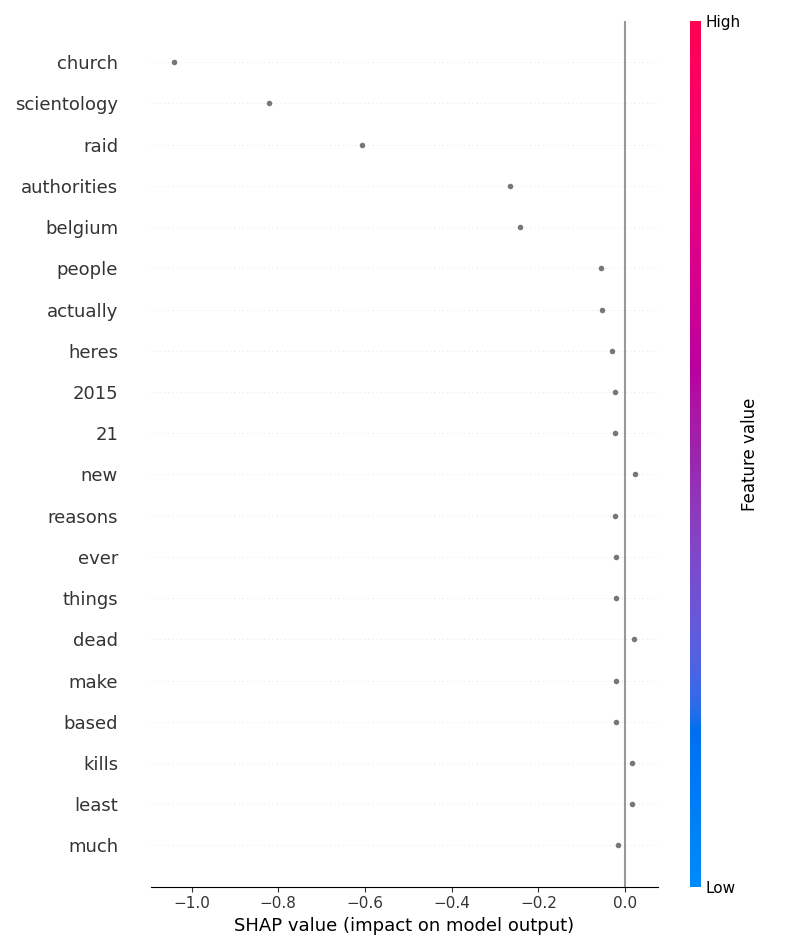 High
church
scientology
raid
authorities
belgium
people
actually
heres
2015
21
new
reasons
ever
things
dead
make
based
kills
least
much
Feature value
Low
−1.0 −0.8 −0.6 −0.4 −0.2 0.0
SHAP value (impact on model output)